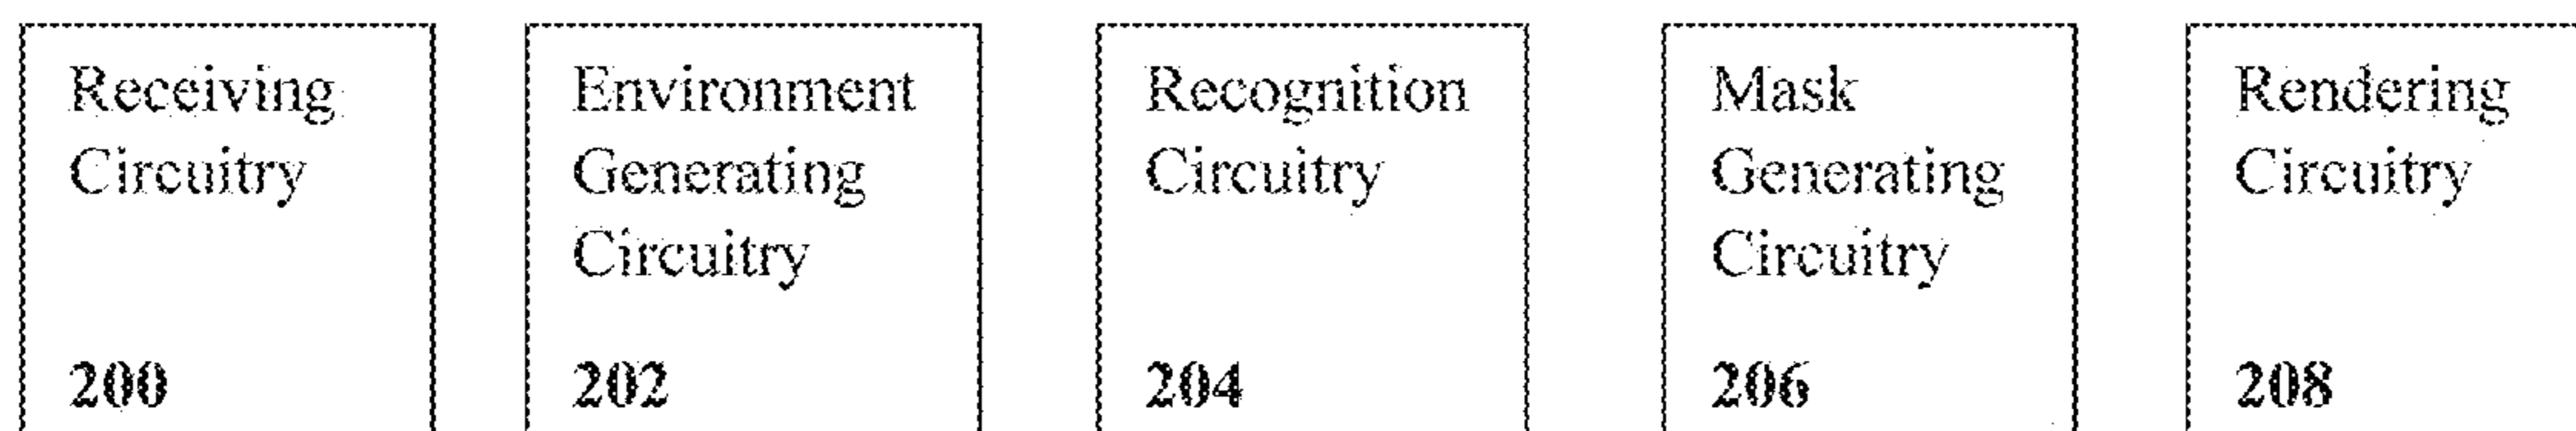 Receiving
Circuitry
200
Environment
Generating
Circuitry
202
Recognition
Circuitry
204
Mask
Generating
Circuitry
206
Rendering
Circuitry
208